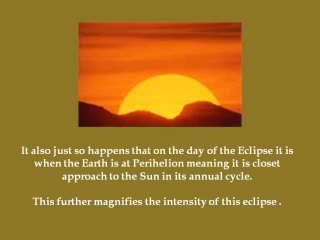 It also just so happens that on the day of the Eclipse it is
when the Earth is at Perihelion meaning it is closet
approach to the Sun in its annual cycle.
This further magnifies the intensity of this eclipse .